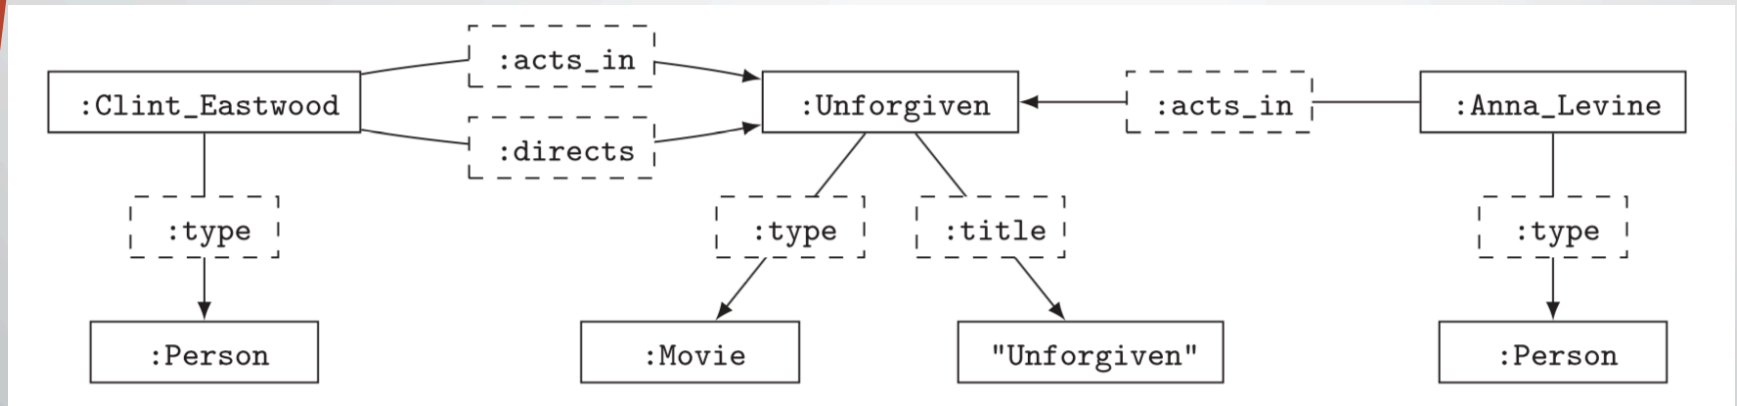 :acts_in
:Clint_Eastwood
:Unforgiven
:acts_in
:Anna_Levine
:directs
:type
:type
:title
:type
:Person
:Movie
"Unforgiven"
:Person